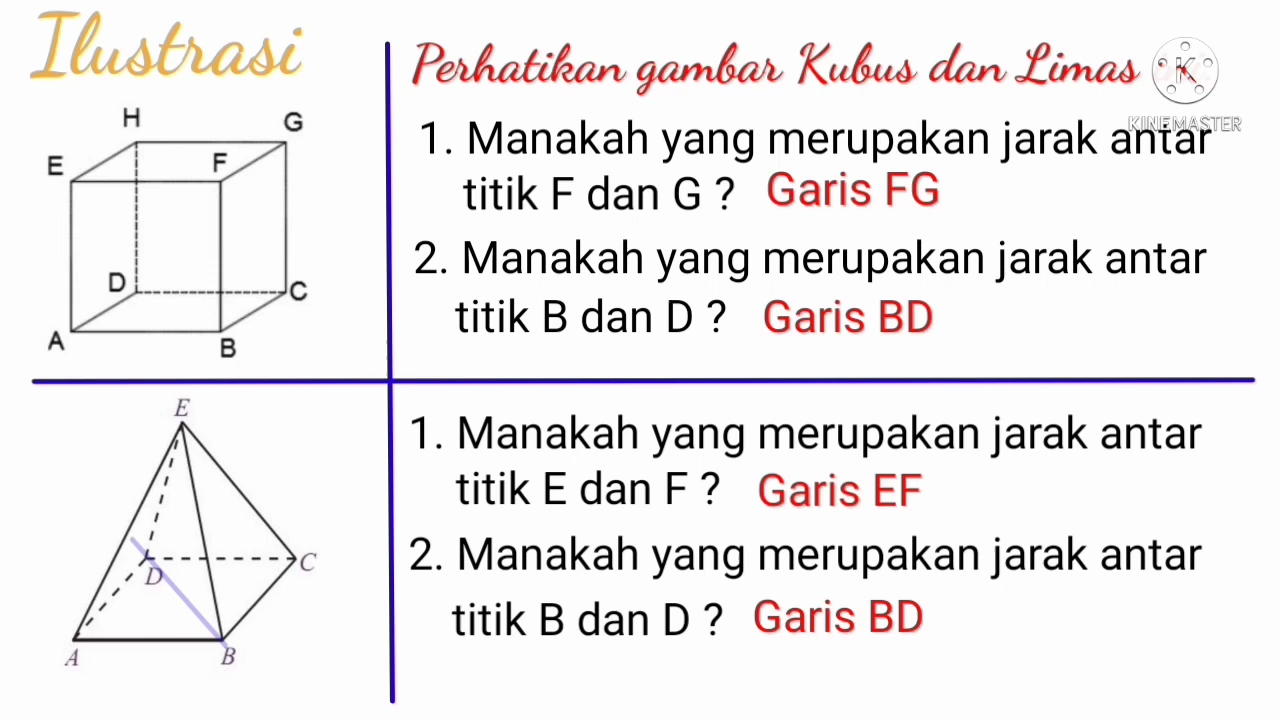 Ilustrasi
Perhatikan gambar Kubus dan Limas
KINEMASTER
H
G
E
F
D
C
A
B
1. Manakah yang merupakan jarak antar
titik F dan G ? Garis FG
2. Manakah yang merupakan jarak antar
titik B dan D ? Garis BD
E
D
C
A
B
1. Manakah yang merupakan jarak antar
titik E dan F ? Garis EF
2. Manakah yang merupakan jarak antar
titik B dan D ? Garis BD